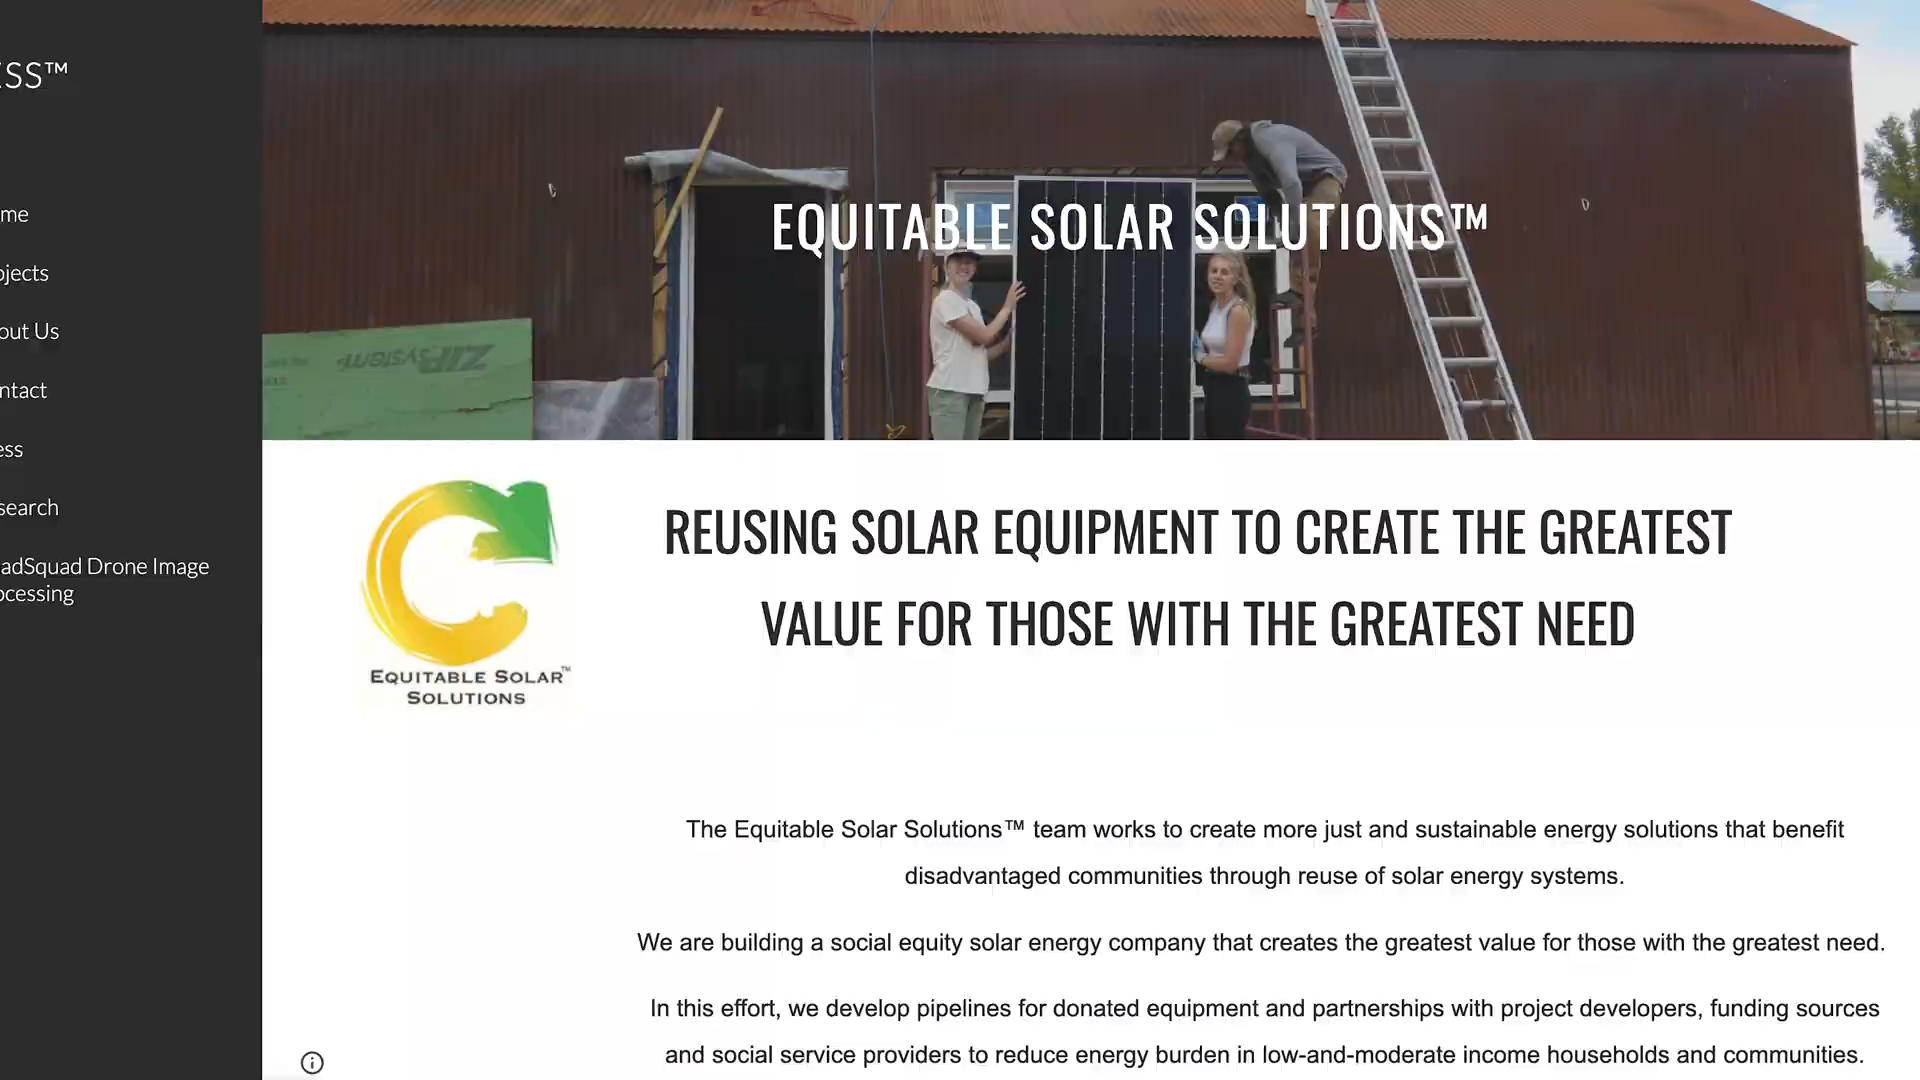 ESS™
me
ojects
out Us
ntact
ess
search
adSquad Drone Image
ocessing
EQUITABLE SOLAR SOLUTIONS™
ZIPSystem
REUSING SOLAR EQUIPMENT TO CREATE THE GREATEST
VALUE FOR THOSE WITH THE GREATEST NEED
EQUITABLE SOLAR™
SOLUTIONS
The Equitable Solar Solutions™ team works to create more just and sustainable energy solutions that benefit
disadvantaged communities through reuse of solar energy systems.
We are building a social equity solar energy company that creates the greatest value for those with the greatest need.
In this effort, we develop pipelines for donated equipment and partnerships with project developers, funding sources
and social service providers to reduce energy burden in low-and-moderate income households and communities.